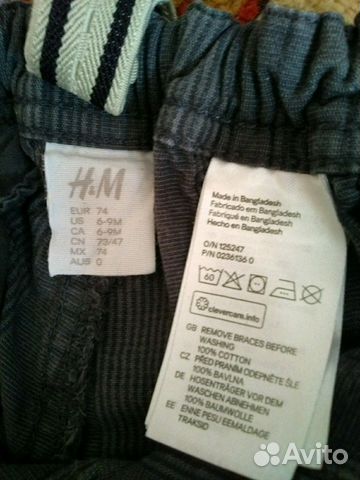 H&M
EUR 74
US 6-9M
CA 6-9M
CN 73/47
MX 74
AUS 0
Made in Bangladesh
Fabricado em Bangladesh
Fabriqué en Bangladesh
Hecho en Bangladesh
O/N 125247
P/N 0236136 0
60
clevercare.info
GB REMOVE BRACES BEFORE
WASHING
100% COTTON
CZ PŘED PRANÍM ODEPNĚTE ŠLE
100% BAVLNA
DE HOSENTRÄGER VOR DEM
WASCHEN ABNEHMEN
100% BAUMWOLLE
EE ENNE PESU EEMALDAGE
TRAKSID
Avito